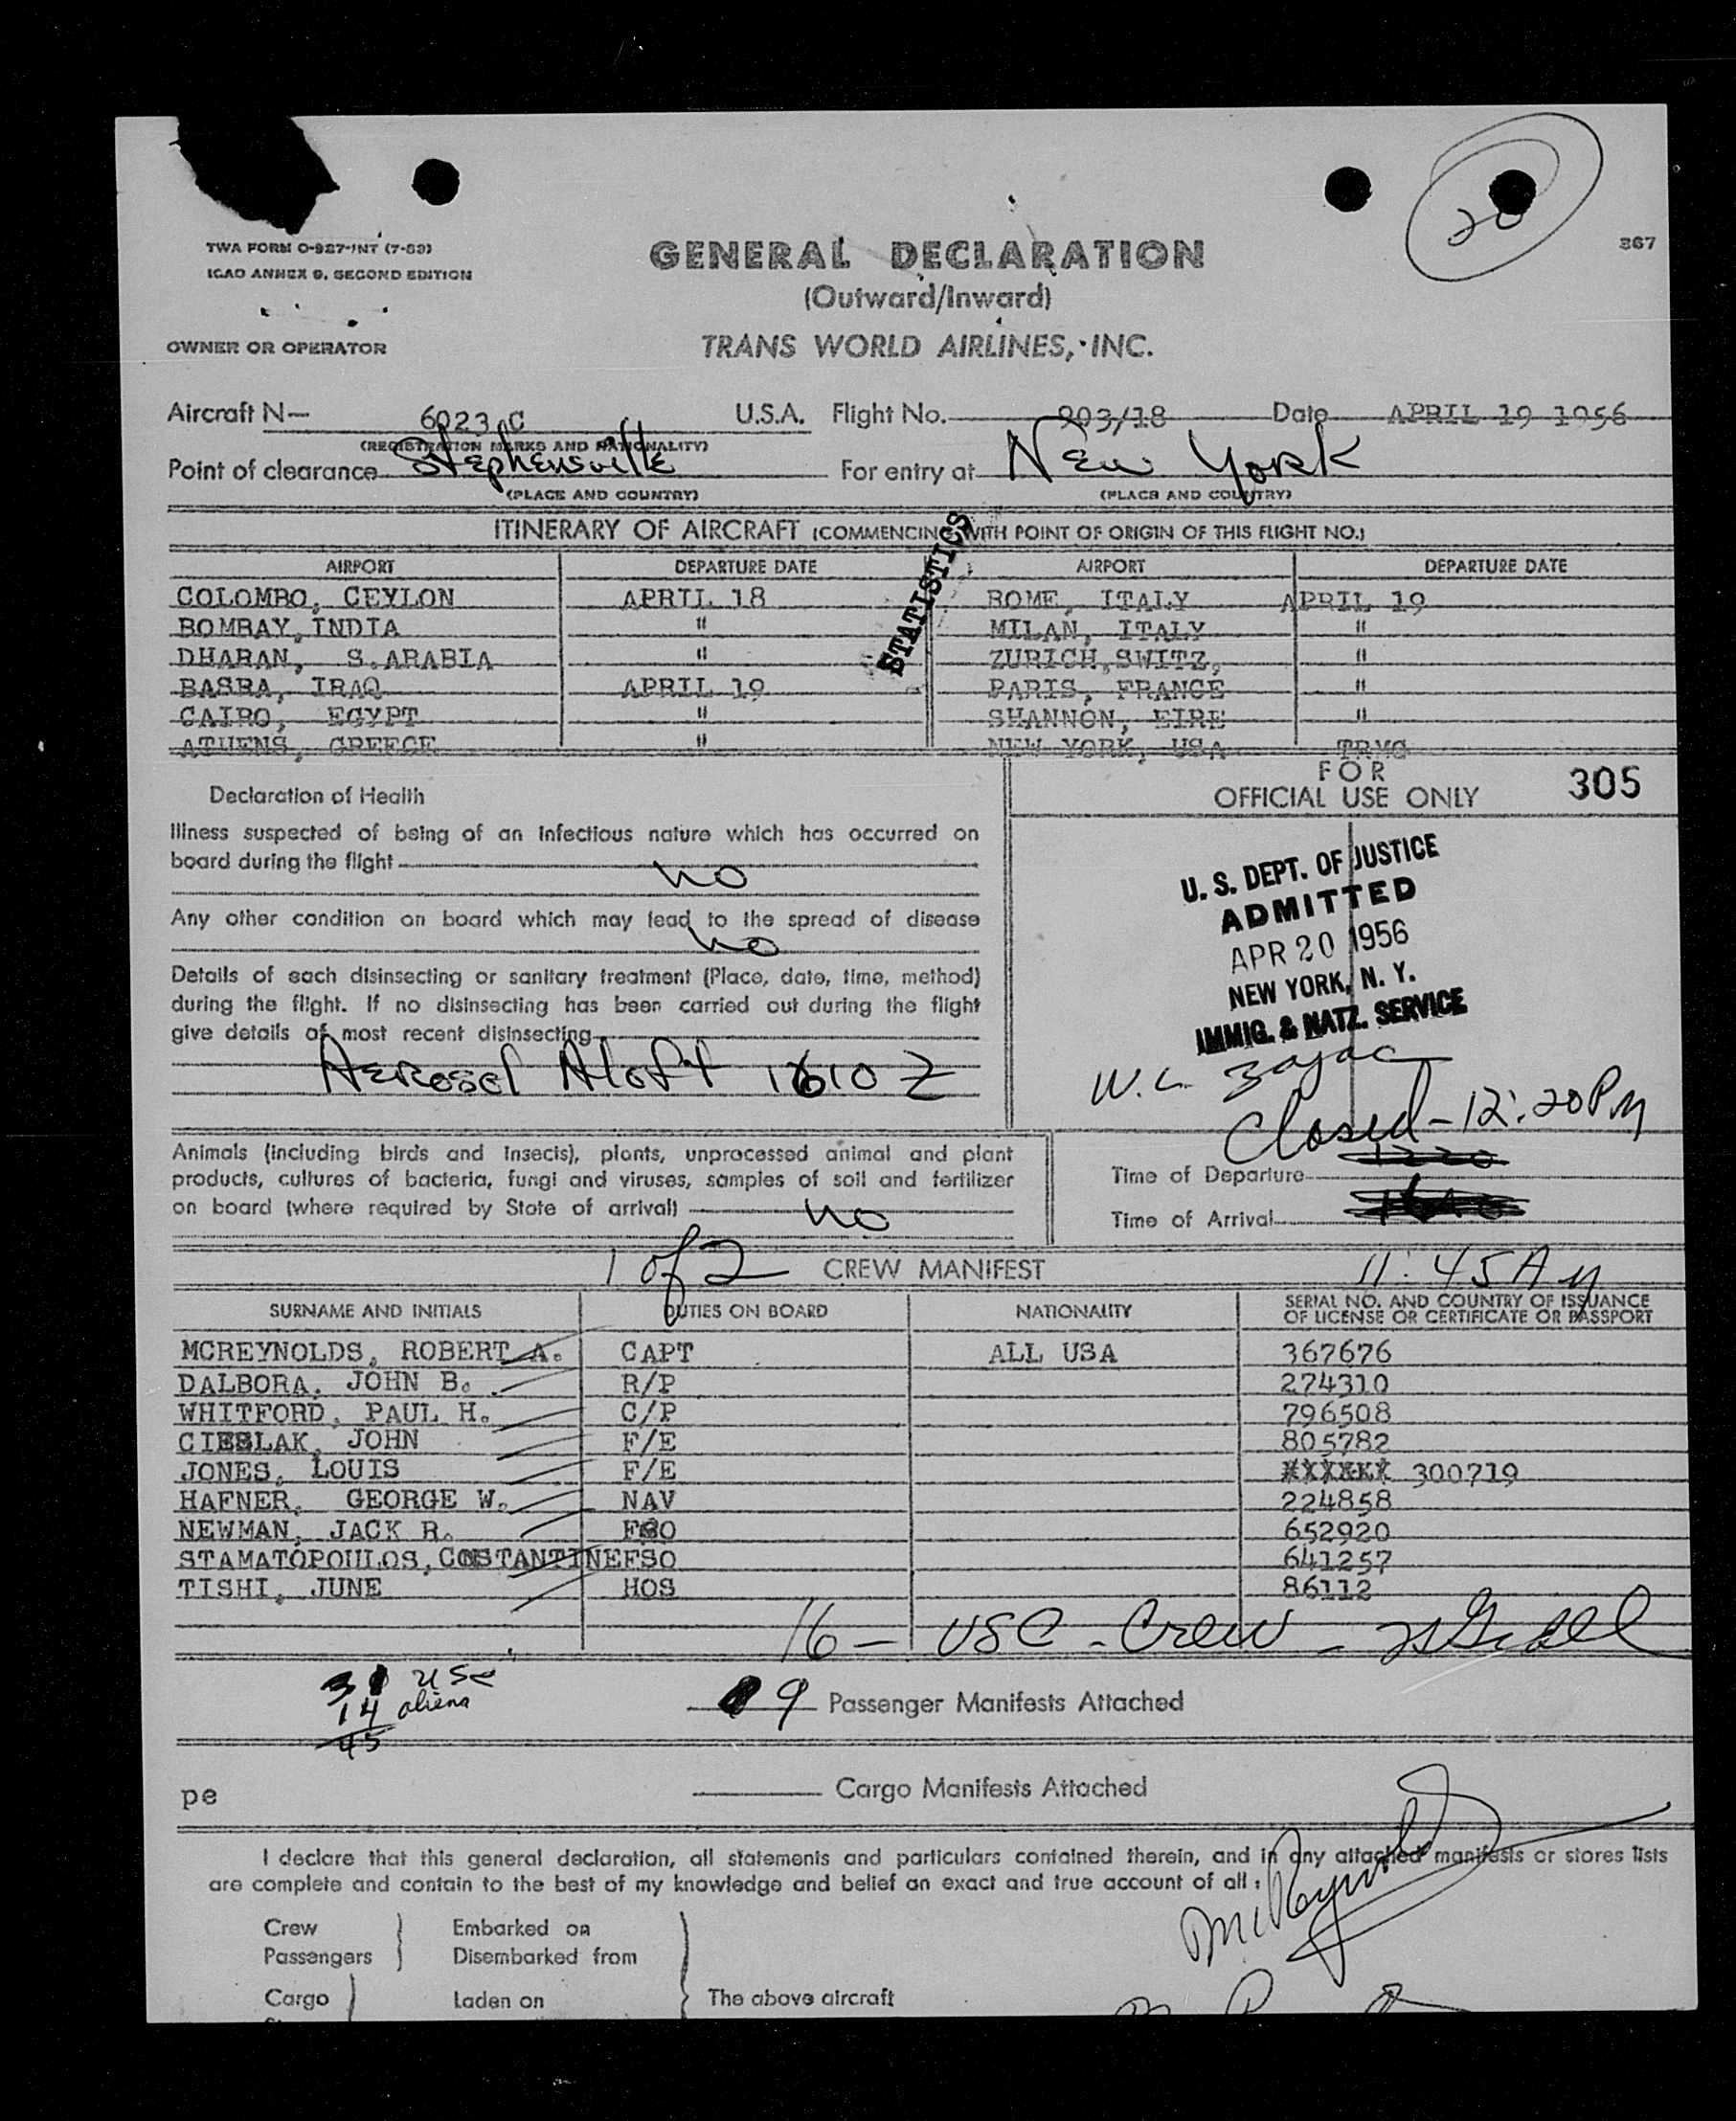 20
367
TWA FORM O-927-INT (7-53)
ICAO ANNEX 9, SECOND EDITION
GENERAL DECLARATION
(Outward/Inward)
OWNER OR OPERATOR
TRANS WORLD AIRLINES, INC.
Aircraft N— 6023 C U.S.A. Flight No. 903/18 Date APRIL 19 1956
(REGISTRATION MARKS AND NATIONALITY)
Point of clearance Stephensville For entry at New York
(PLACE AND COUNTRY) (PLACE AND COUNTRY)
STATISTICS
ITINERARY OF AIRCRAFT (COMMENCING WITH POINT OF ORIGIN OF THIS FLIGHT NO.)
AIRPORT DEPARTURE DATE AIRPORT DEPARTURE DATE
COLOMBO, CEYLON APRIL 18 ROME, ITALY APRIL 19
BOMBAY, INDIA " MILAN, ITALY "
DHARAN, S.ARABIA " ZURICH,SWITZ, "
BASRA, IRAQ APRIL 19 PARIS, FRANCE "
CAIRO, EGYPT " SHANNON, EIRE "
ATHENS, GREECE " NEW YORK, USA TRMG
FOR
OFFICIAL USE ONLY 305
Declaration of Health
Illness suspected of being of an infectious nature which has occurred on
board during the flight no
Any other condition on board which may lead to the spread of disease
no
Details of each disinsecting or sanitary treatment (Place, date, time, method)
during the flight. If no disinsecting has been carried out during the flight
give details of most recent disinsecting
Aerosol Aloft 1610 Z
U. S. DEPT. OF JUSTICE
ADMITTED
APR 20 1956
NEW YORK, N. Y.
IMMIG. & NATZ. SERVICE
W. L. Zajac
Closed - 12:20 PM
Animals (including birds and insects), plants, unprocessed animal and plant
products, cultures of bacteria, fungi and viruses, samples of soil and fertilizer
on board (where required by State of arrival) no
Time of Departure 1220
Time of Arrival
1 of 2 CREW MANIFEST 11:45 AM
SURNAME AND INITIALS DUTIES ON BOARD NATIONALITY SERIAL NO. AND COUNTRY OF ISSUANCE
OF LICENSE OR CERTIFICATE OR PASSPORT
MCREYNOLDS, ROBERT A. CAPT ALL USA 367676
DALBORA, JOHN B. R/P 274310
WHITFORD, PAUL H. C/P 796508
CIESLAK, JOHN F/E 805782
JONES, LOUIS F/E 300719
HAFNER, GEORGE W. NAV 224858
NEWMAN, JACK R. FSO 652920
STAMATOPOULOS, CONSTANTINE FSO 641257
TISHI, JUNE HOS 86112
16 - USC - Crew -
31 USC
14 aliens
45
9 Passenger Manifests Attached
pe
Cargo Manifests Attached
I declare that this general declaration, all statements and particulars contained therein, and in any attached manifests or stores lists
are complete and contain to the best of my knowledge and belief an exact and true account of all :
McReynolds
Crew Embarked on
Passengers Disembarked from
Cargo Laden on The above aircraft